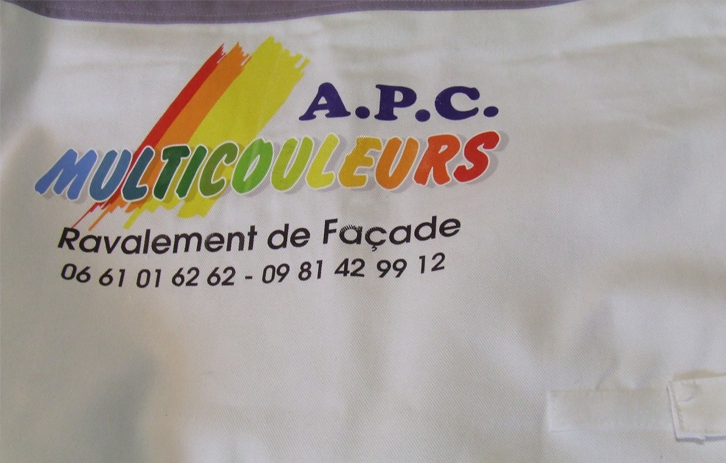 A.P.C.
MULTICOULEURS
Ravalement de Façade
06 61 01 62 62 - 09 81 42 99 12